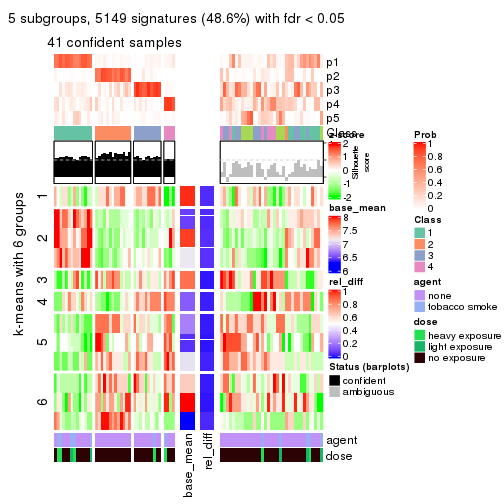 5 subgroups, 5149 signatures (48.6%) with fdr < 0.05
41 confident samples
p1
p2
p3
p4
p5
Class
Silhouette
score
1
2
3
4
5
6
k-means with 6 groups
agent
dose
base_mean
rel_diff
z-score
2
1
0
-1
-2
base_mean
8
7.5
7
6.5
6
rel_diff
1
0.8
0.6
0.4
0.2
0
Status (barplots)
confident
ambiguous
Prob
1
0.8
0.6
0.4
0.2
0
Class
1
2
3
4
agent
none
tobacco smoke
dose
heavy exposure
light exposure
no exposure